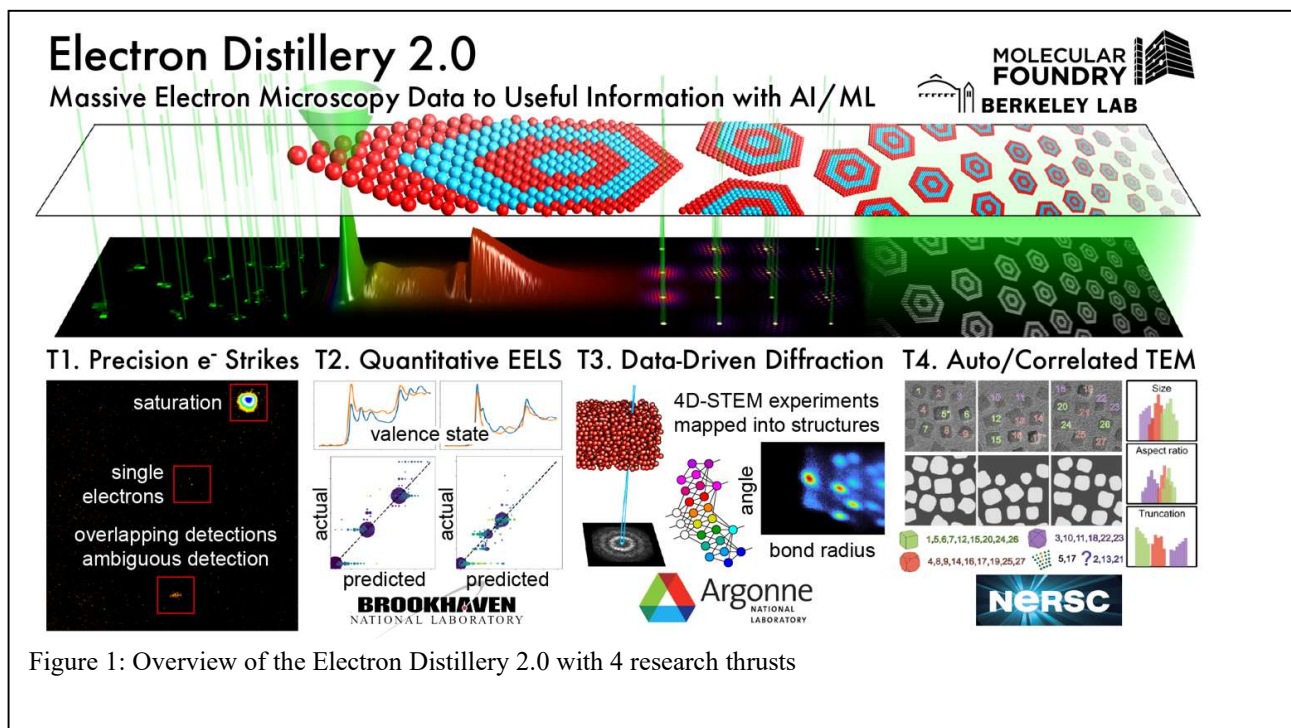 Electron Distillery 2.0
Massive Electron Microscopy Data to Useful Information with AI/ML
MOLECULAR
FOUNDRY
BERKELEY LAB
T1. Precision e⁻ Strikes
saturation
single
electrons
overlapping detections
ambiguous detection
T2. Quantitative EELS
valence state
actual
predicted
actual
predicted
BROOKHAVEN
NATIONAL LABORATORY
T3. Data-Driven Diffraction
4D-STEM experiments
mapped into structures
angle
bond radius
Argonne
NATIONAL
LABORATORY
T4. Auto/Correlated TEM
Size
Aspect ratio
Truncation
1,5,6,7,12,15,20,24,26
3,10,11,18,22,23
4,8,9,14,16,17,19,25,27
5,17
? 2,13,21
NERSC
Figure 1: Overview of the Electron Distillery 2.0 with 4 research thrusts